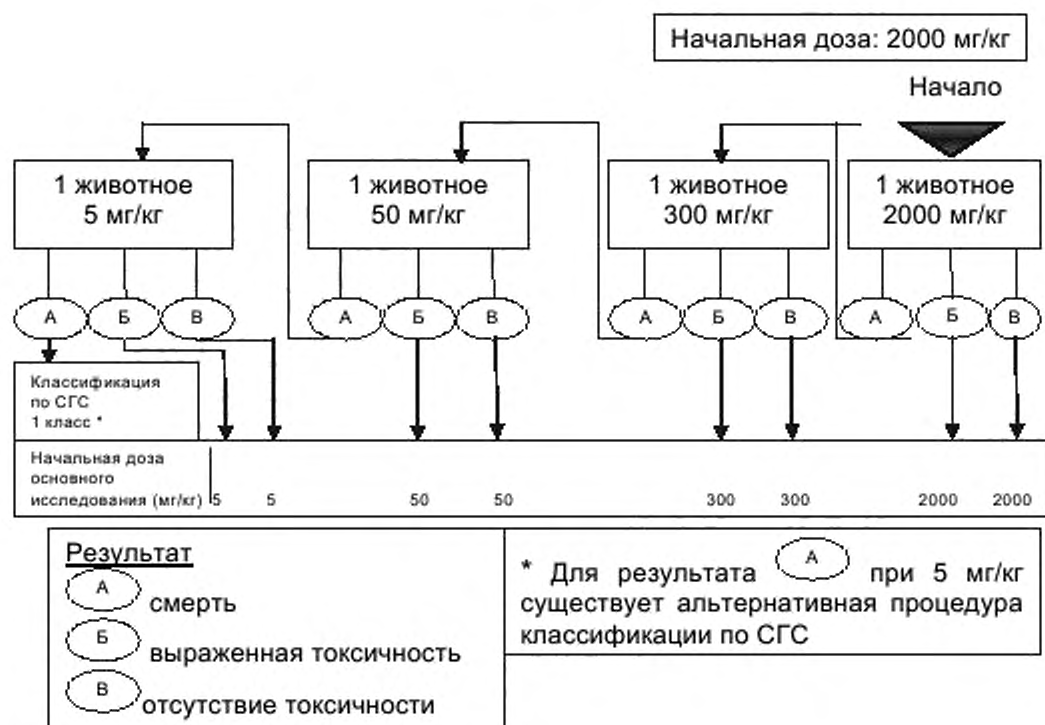 Начальная доза: 2000 мг/кг
Начало
1 животное
5 мг/кг
1 животное
50 мг/кг
1 животное
300 мг/кг
1 животное
2000 мг/кг
А Б В А Б В А Б В А Б В
Классификация
по СГС
1 класс *
Начальная доза
основного
исследования (мг/кг) 5 5 50 50 300 300 2000 2000
Результат
А смерть
Б выраженная токсичность
В отсутствие токсичности
* Для результата А при 5 мг/кг
существует альтернативная процедура
классификации по СГС